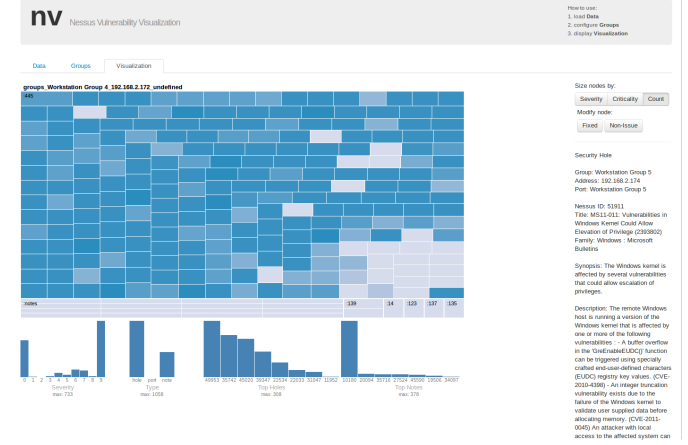 nv Nessus Vulnerability Visualization
How to use:
1. load Data
2. configure Groups
3. display Visualization
Data Groups Visualization
groups_Workstation Group 4_192.168.2.172_undefined
:445
:notes :139 :14 :123 :137 :135
0 1 2 3 4 5 6 7 8 9
Severity
max: 733
hole port note
Type
max: 1058
Top Holes
max: 368
Top Notes
max: 378
Size nodes by:
Severity Criticality Count
Modify node:
Fixed Non-Issue
Security Hole
Group: Workstation Group 5
Address: 192.168.2.174
Port: Workstation Group 5
Nessus ID: 51911
Title: MS11-011: Vulnerabilities in
Windows Kernel Could Allow
Elevation of Privilege (2393802)
Family: Windows : Microsoft
Bulletins
Synopsis: The Windows kernel is
affected by several vulnerabilities
that could allow escalation of
privileges.
Description: The remote Windows
host is running a version of the
Windows kernel that is affected by
one or more of the following
vulnerabilities : - A buffer overflow
in the 'GreEnableEUDC()' function
can be triggered using specially
crafted end-user-defined characters
(EUDC) registry key values. (CVE-
2010-4398) - An integer truncation
vulnerability exists due to the
failure of the Windows kernel to
validate user supplied data before
allocating memory. (CVE-2011-
0045) An attacker with local
access to the affected system can